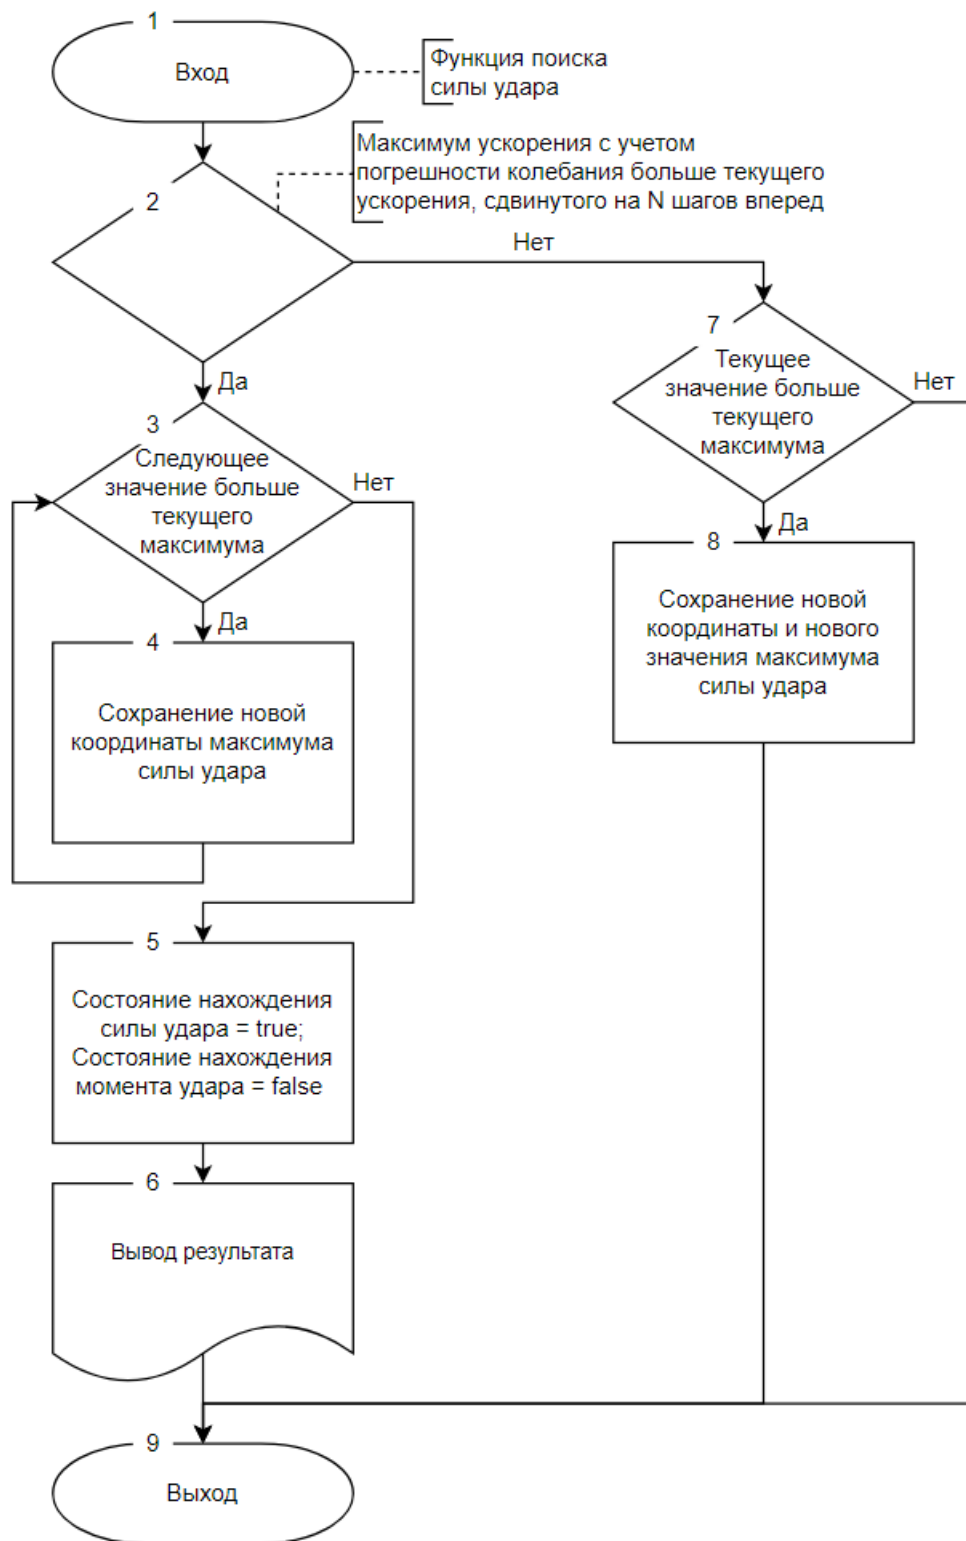 1
Вход
Функция поиска
силы удара
Максимум ускорения с учетом
погрешности колебания больше текущего
ускорения, сдвинутого на N шагов вперед
2
Нет
Да
7
Текущее
значение больше
текущего
максимума
Нет
Да
3
Следующее
значение больше
текущего
максимума
Нет
Да
8
Сохранение новой
координаты и нового
значения максимума
силы удара
4
Сохранение новой
координаты максимума
силы удара
5
Состояние нахождения
силы удара = true;
Состояние нахождения
момента удара = false
6
Вывод результата
9
Выход